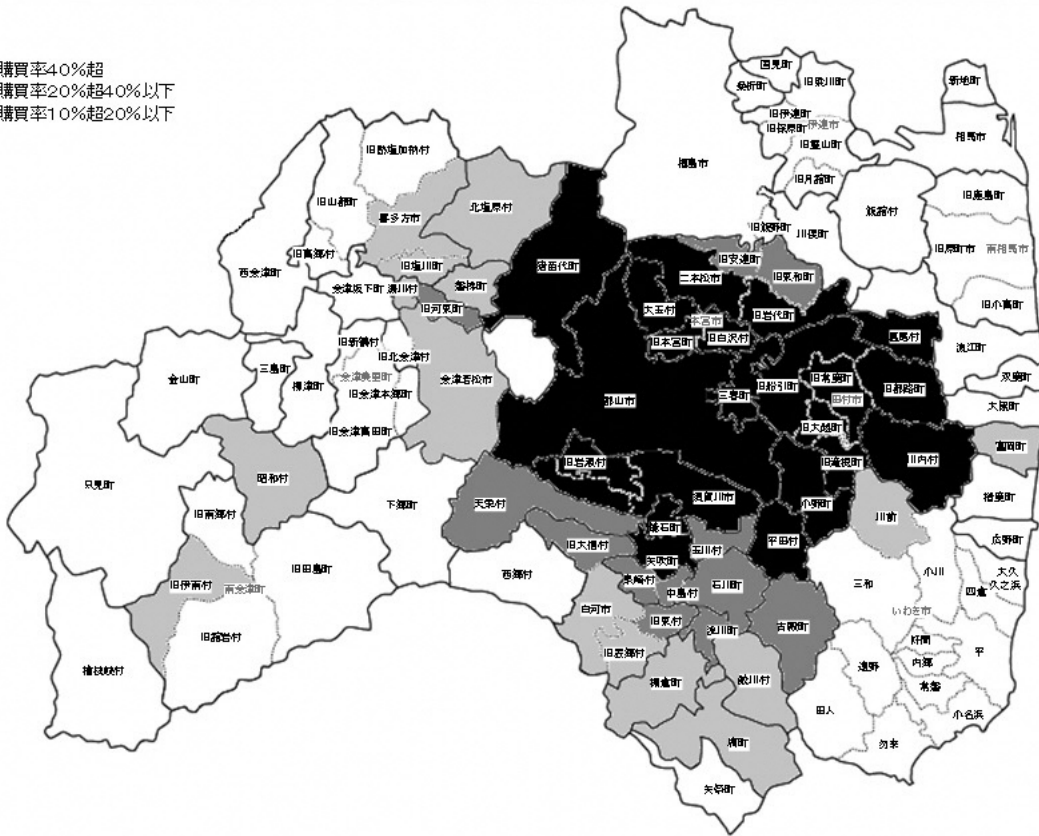 購買率40%超
購買率20%超40%以下
購買率10%超20%以下
国見町
桑折町
旧梁川町
新地町
旧伊達町
伊達市
旧保原町
旧霊山町
相馬市
福島市
旧月舘町
旧熱塩加納村
旧鹿島町
旧山都町
北塩原村
飯舘村
喜多方市
旧飯野町
川俣町
旧原町市
南相馬市
旧高郷村
旧安達町
西会津町
旧塩川町
猪苗代町
二本松市
旧東和町
磐梯町
会津坂下町
湯川村
旧小高町
旧河東町
大玉村
旧岩代町
本宮市
旧新鶴村
旧本宮町
旧白沢村
葛尾村
浪江町
旧北会津村
三島町
会津美里町
会津若松市
旧常葉町
双葉町
金山町
柳津町
旧会津本郷町
旧船引町
旧都路町
郡山市
三春町
田村市
大熊町
旧会津高田町
旧大越町
富岡町
川内村
旧岩瀬村
旧滝根町
昭和村
只見町
下郷町
天栄村
須賀川市
小野町
楢葉町
旧南郷村
鏡石町
川前
平田村
広野町
旧大信村
矢吹町
玉川村
旧田島町
西郷村
泉崎村
石川町
三和
小川
大久
久之浜
旧伊南村
南会津町
中島村
四倉
白河市
旧東村
古殿町
いわき市
浅川町
旧舘岩村
旧表郷村
好間
平
内郷
檜枝岐村
棚倉町
鮫川村
遠野
常磐
田人
小名浜
塙町
勿来
矢祭町